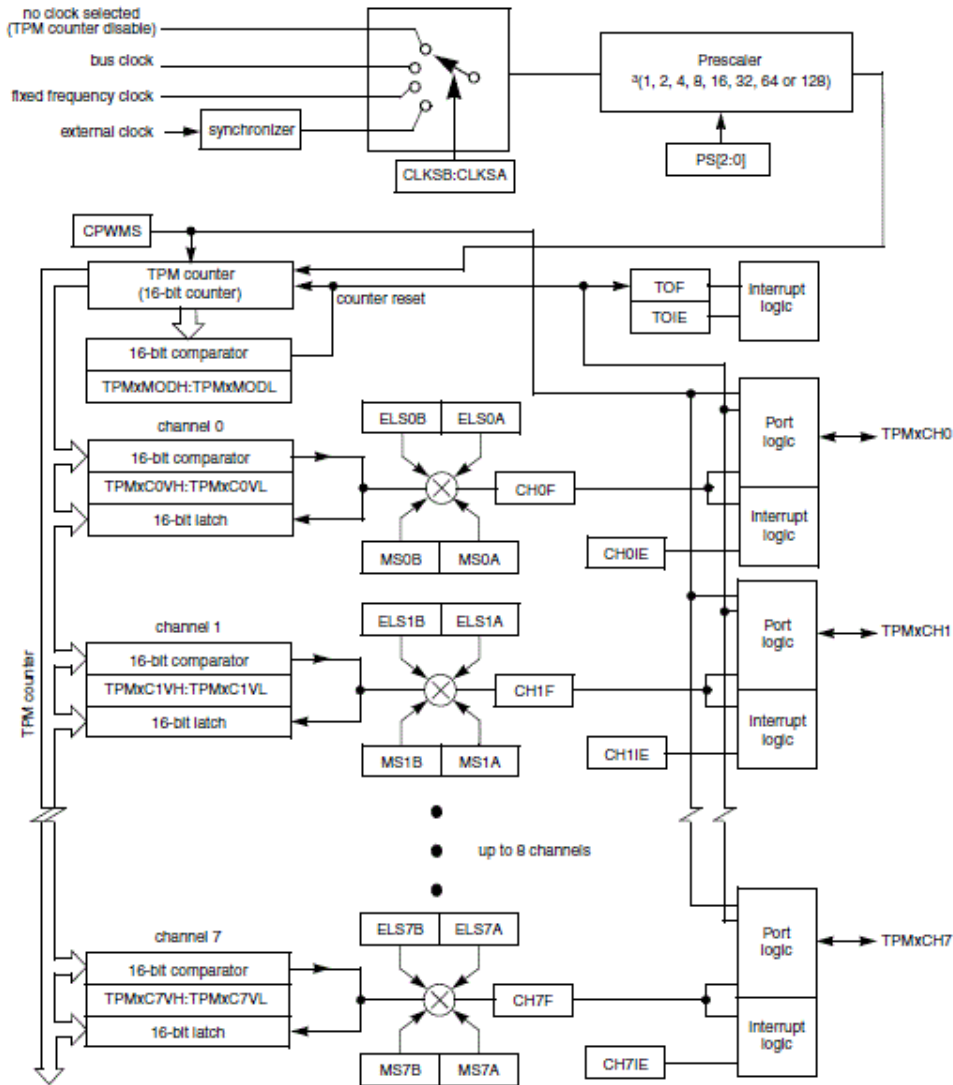 no clock selected
(TPM counter disable)
bus clock
fixed frequency clock
external clock
synchronizer
CLKSB:CLKSA
Prescaler
³(1, 2, 4, 8, 16, 32, 64 or 128)
PS[2:0]
CPWMS
TPM counter
(16-bit counter)
counter reset
TOF
TOIE
Interrupt
logic
16-bit comparator
TPMxMODH:TPMxMODL
channel 0
16-bit comparator
TPMxC0VH:TPMxC0VL
16-bit latch
ELS0B
ELS0A
MS0B
MS0A
CH0F
CH0IE
Port
logic
Interrupt
logic
TPMxCH0
TPM counter
channel 1
16-bit comparator
TPMxC1VH:TPMxC1VL
16-bit latch
ELS1B
ELS1A
MS1B
MS1A
CH1F
CH1IE
Port
logic
Interrupt
logic
TPMxCH1
up to 8 channels
channel 7
16-bit comparator
TPMxC7VH:TPMxC7VL
16-bit latch
ELS7B
ELS7A
MS7B
MS7A
CH7F
CH7IE
Port
logic
Interrupt
logic
TPMxCH7